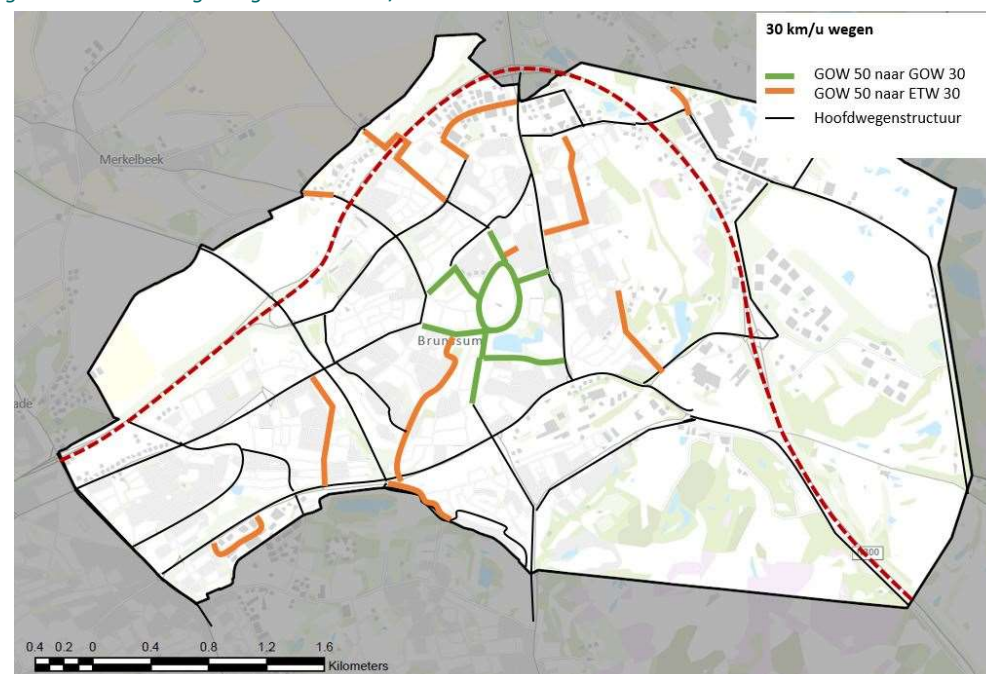 30 km/u wegen
GOW 50 naar GOW 30
GOW 50 naar ETW 30
Hoofdwegenstructuur
Merkelbeek
Brunssum
0.4 0.2 0 0.4 0.8 1.2 1.6
Kilometers